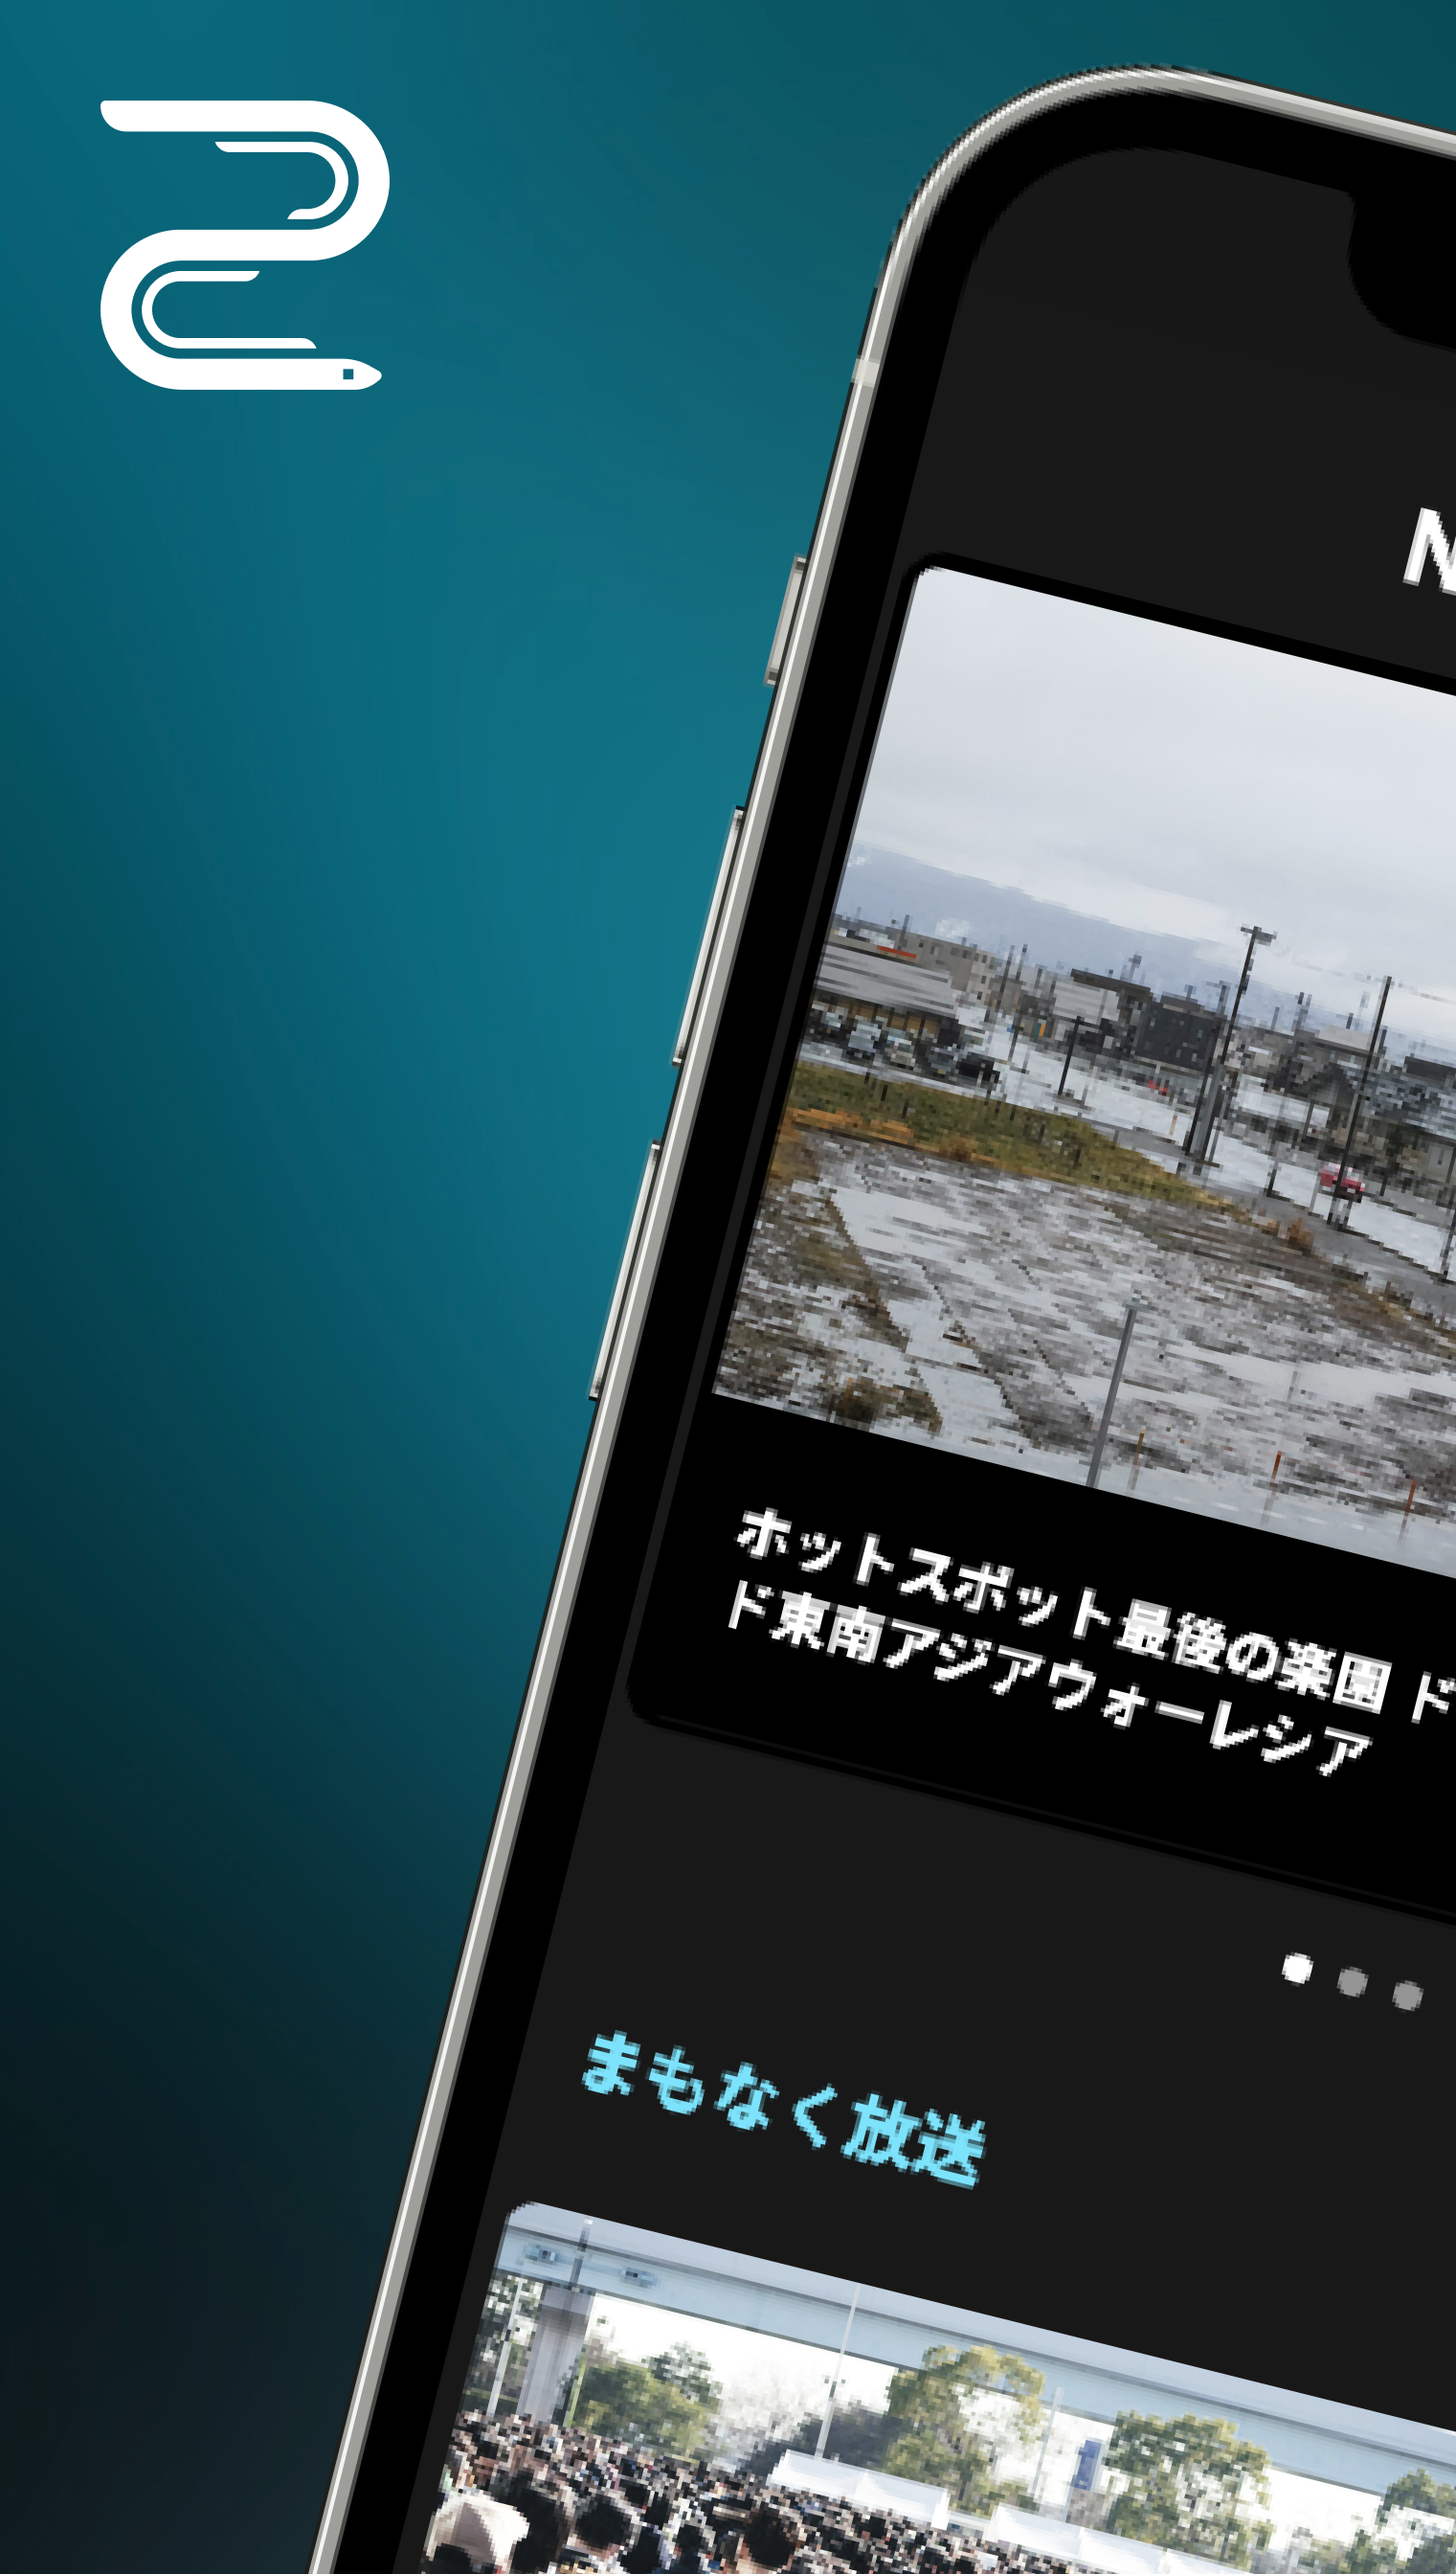 N
ホットスポット最後の楽園 ド
ド東南アジアウォーレシア
まもなく放送